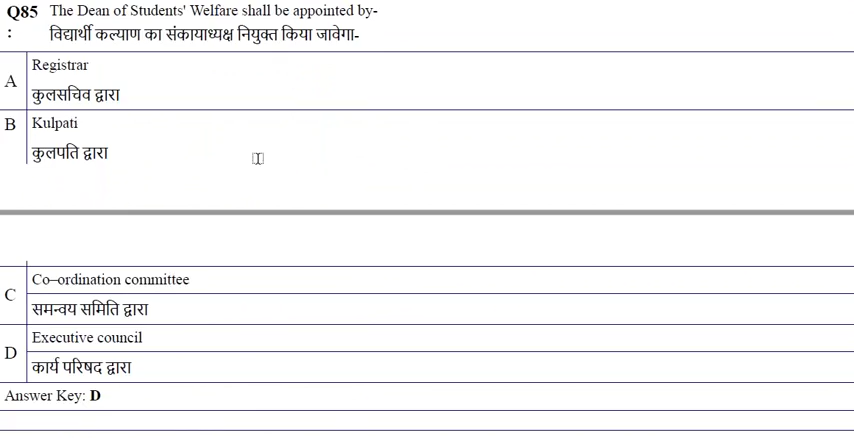 Q85 The Dean of Students' Welfare shall be appointed by-
: विद्यार्थी कल्याण का संकायाध्यक्ष नियुक्त किया जावेगा-
A Registrar
कुलसचिव द्वारा
B Kulpati
कुलपति द्वारा
C Co–ordination committee
समन्वय समिति द्वारा
D Executive council
कार्य परिषद द्वारा
Answer Key: D